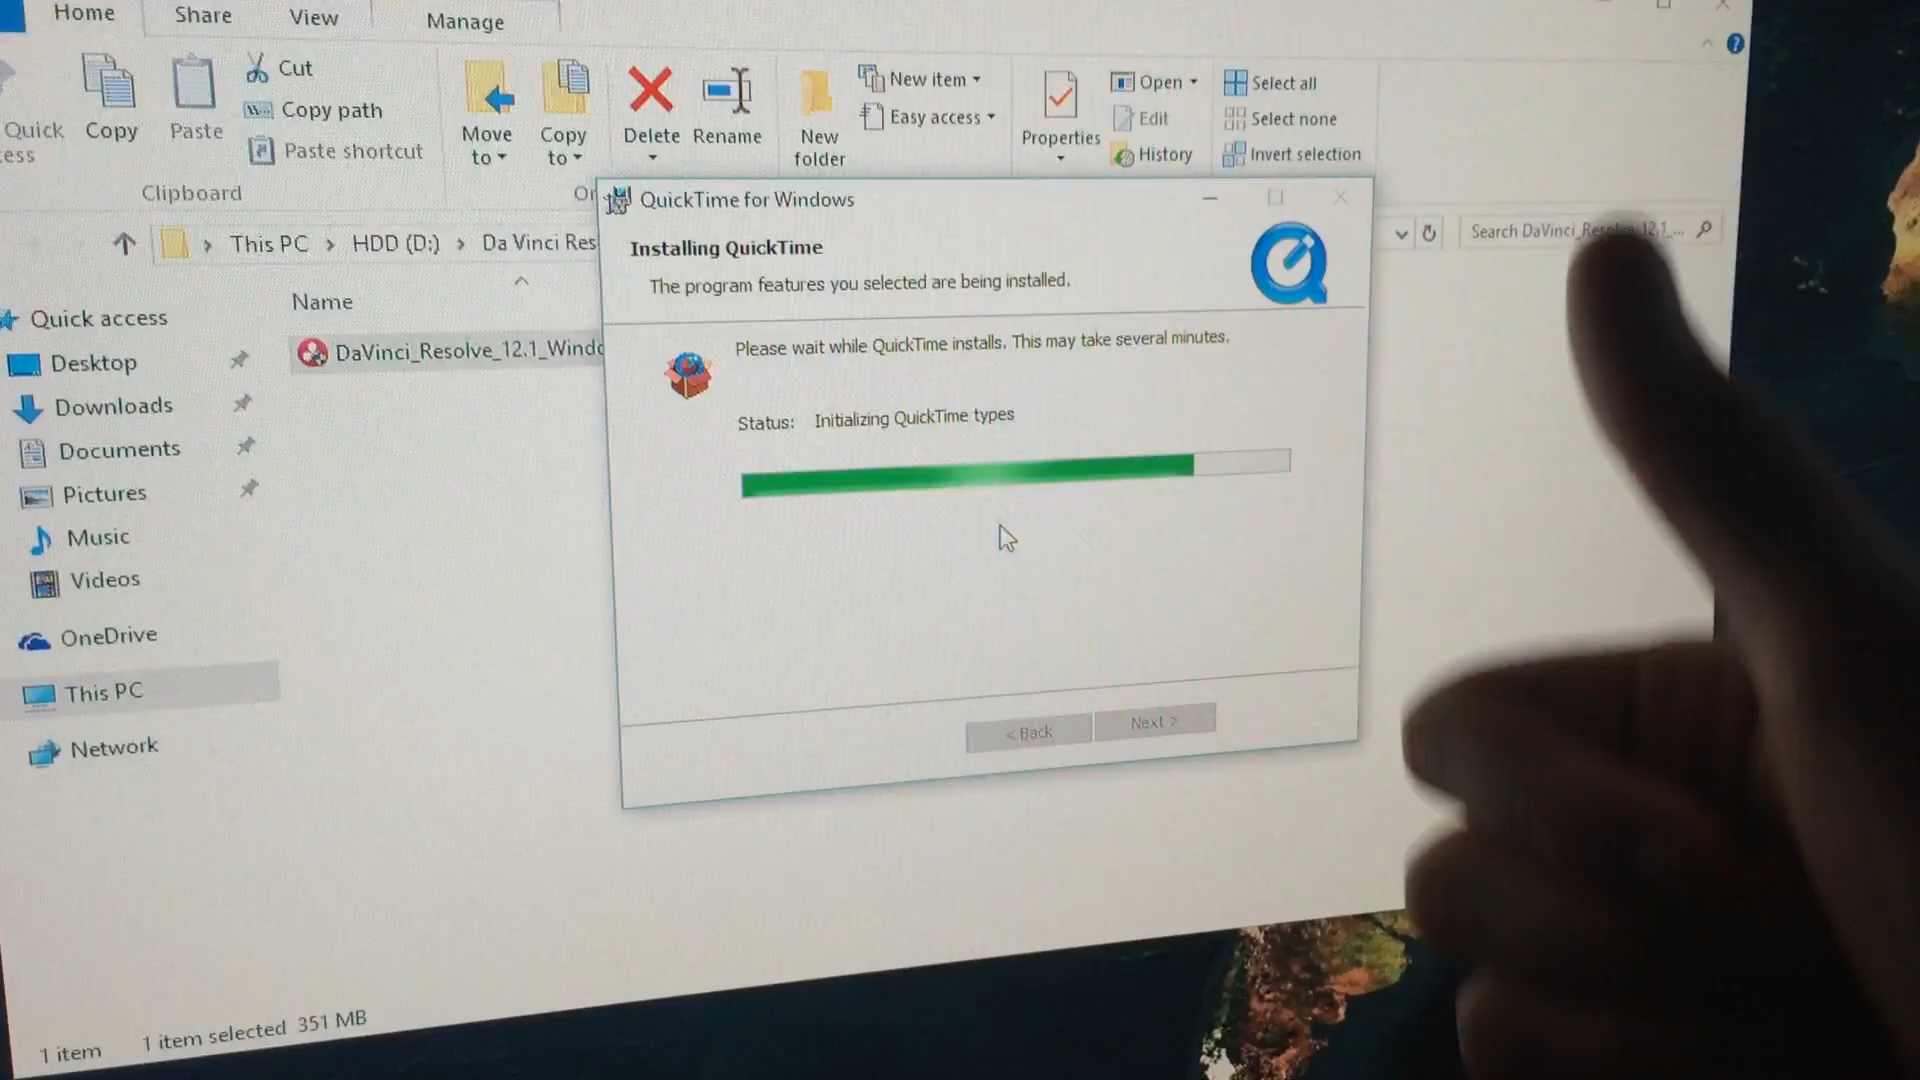 Home Share View Manage
Cut
Copy path
Paste shortcut
Quick
Copy
Paste
Move to
Copy to
Delete
Rename
New folder
New item
Easy access
Properties
Open
Edit
History
Select all
Select none
Invert selection
Clipboard
This PC > HDD (D:) > Da Vinci Res
Search DaVinci_Resolve_12.1_...
Name
DaVinci_Resolve_12.1_Windo
Quick access
Desktop
Downloads
Documents
Pictures
Music
Videos
OneDrive
This PC
Network
QuickTime for Windows
Installing QuickTime
The program features you selected are being installed.
Please wait while QuickTime installs. This may take several minutes.
Status: Initializing QuickTime types
< Back Next >
1 item 1 item selected 351 MB